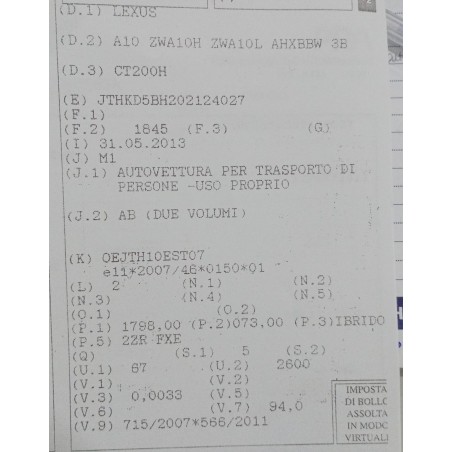 (D.1) LEXUS
(D.2) A10 ZWA10H ZWA10L AHXBBW 3B
(D.3) CT200H
(E) JTHKD5BH202124027
(F.1)
(F.2) 1845 (F.3) (G)
(I) 31.05.2013
(J) M1
(J.1) AUTOVETTURA PER TRASPORTO DI
PERSONE -USO PROPRIO
(J.2) AB (DUE VOLUMI)
(K) OEJTH10EST07
e11*2007/46*0150*01
(L) 2 (N.1) (N.2)
(N.3) (N.4) (N.5)
(O.1) (O.2)
(P.1) 1798,00 (P.2)073,00 (P.3)IBRIDO
(P.5) 2ZR FXE
(Q) (S.1) 5 (S.2)
(U.1) 67 (U.2) 2600
(V.1) (V.2)
(V.3) 0,0033 (V.5)
(V.6) (V.7) 94,0
(V.9) 715/2007*566/2011
IMPOSTA
DI BOLLO
ASSOLTA
IN MODO
VIRTUAL